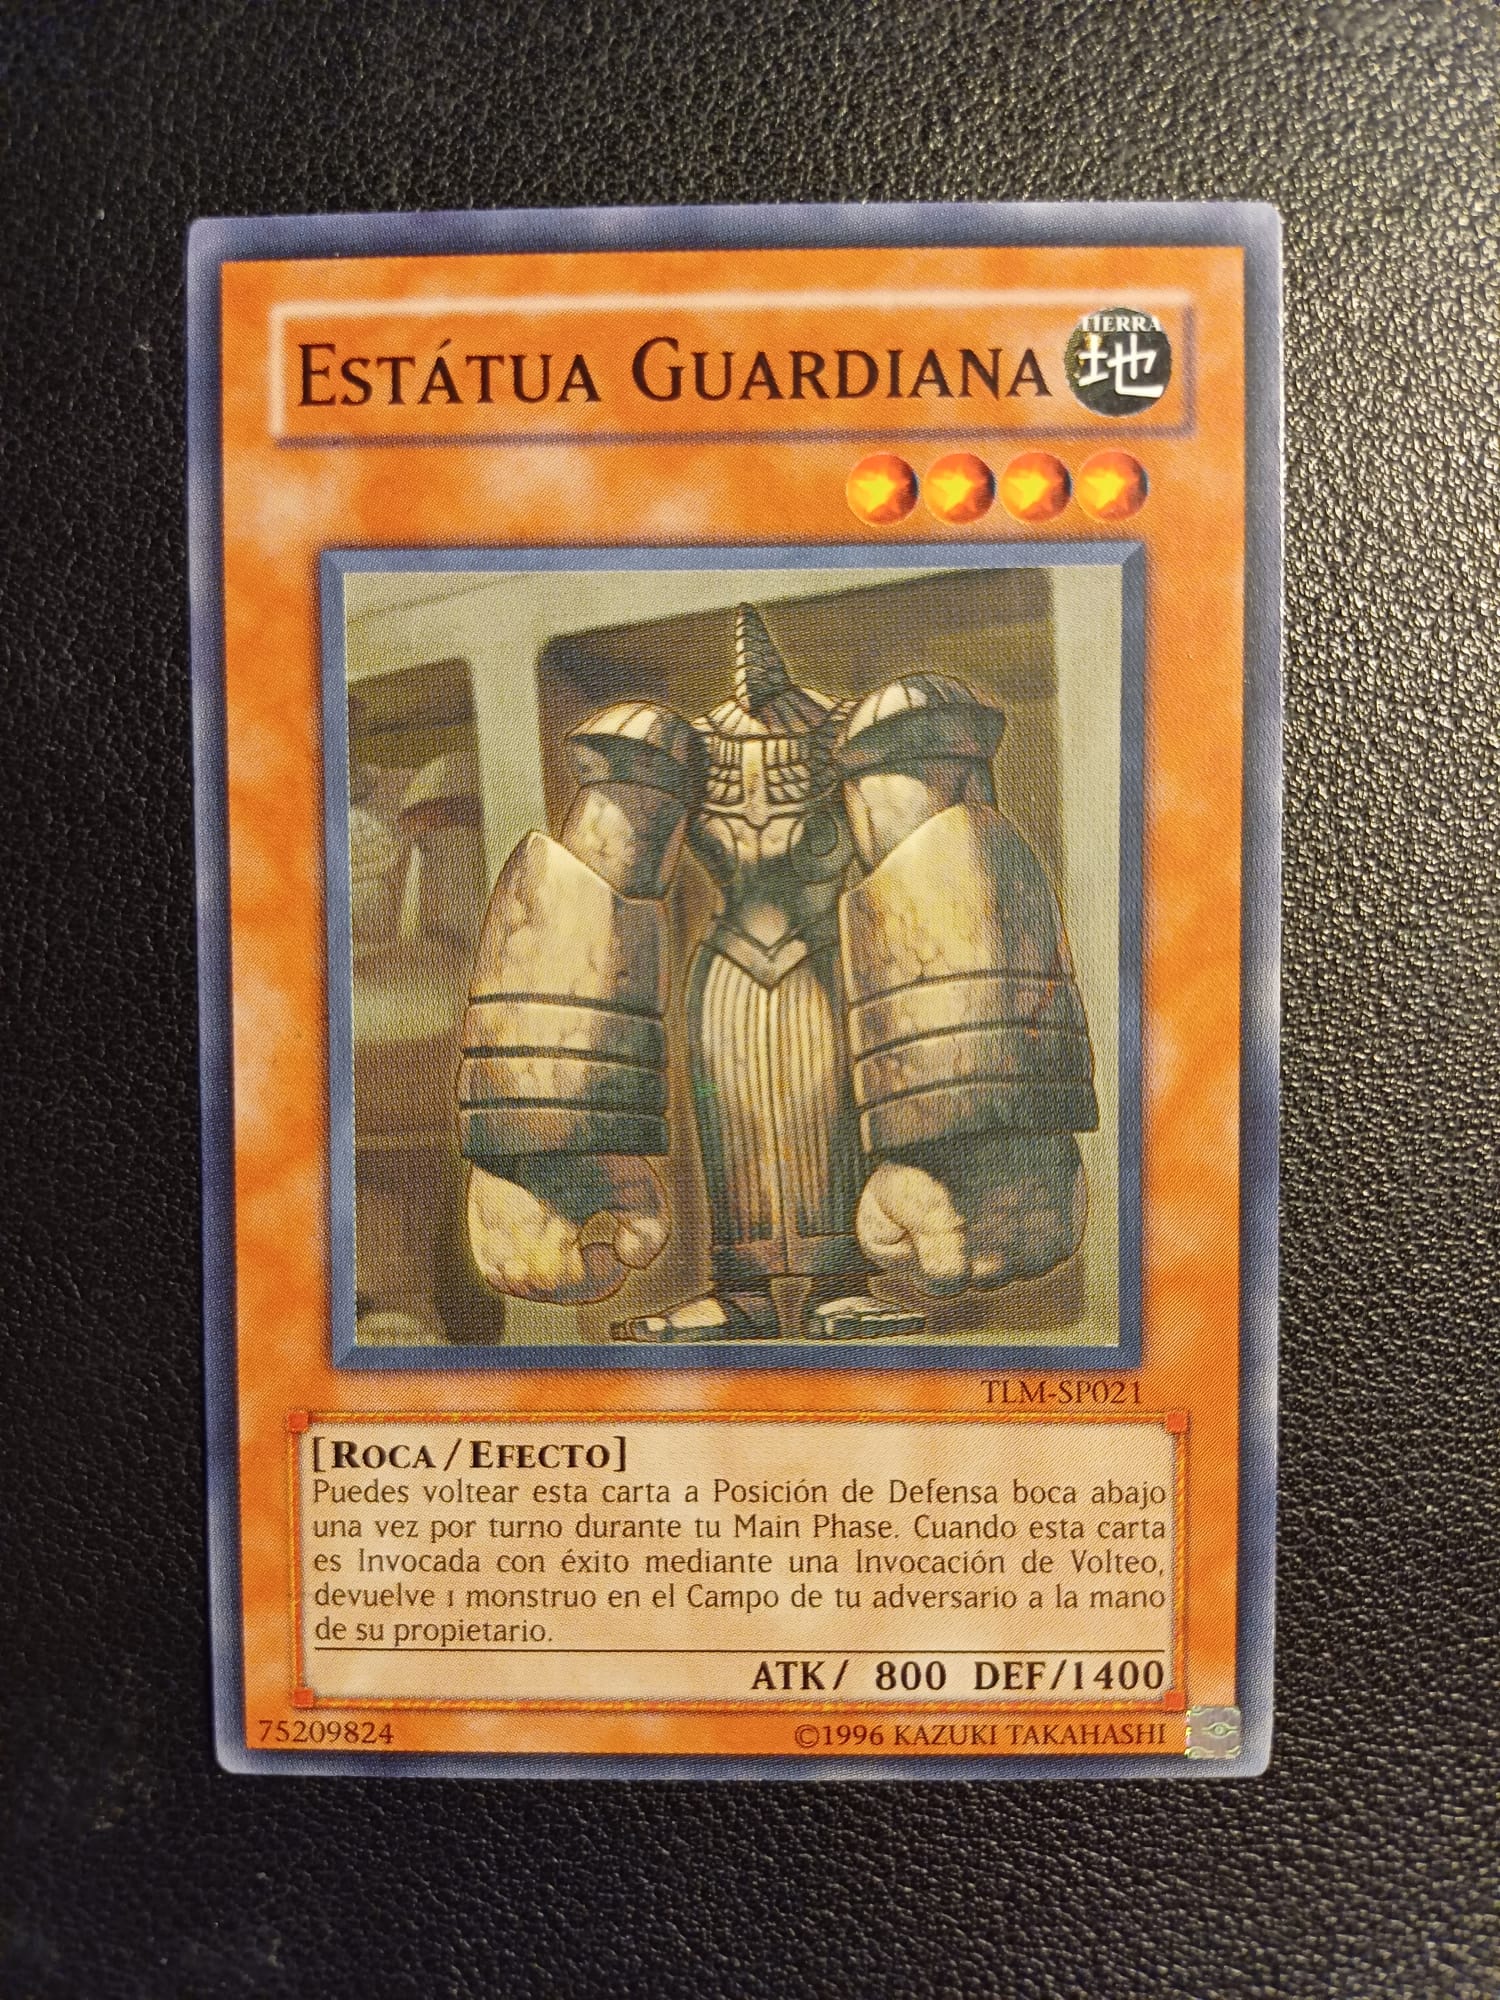 ESTÁTUA GUARDIANA
TIERRA
地
TLM-SP021
[ROCA/EFECTO]
Puedes voltear esta carta a Posición de Defensa boca abajo
una vez por turno durante tu Main Phase. Cuando esta carta
es Invocada con éxito mediante una Invocación de Volteo,
devuelve 1 monstruo en el Campo de tu adversario a la mano
de su propietario.
ATK/ 800 DEF/1400
75209824
©1996 KAZUKI TAKAHASHI